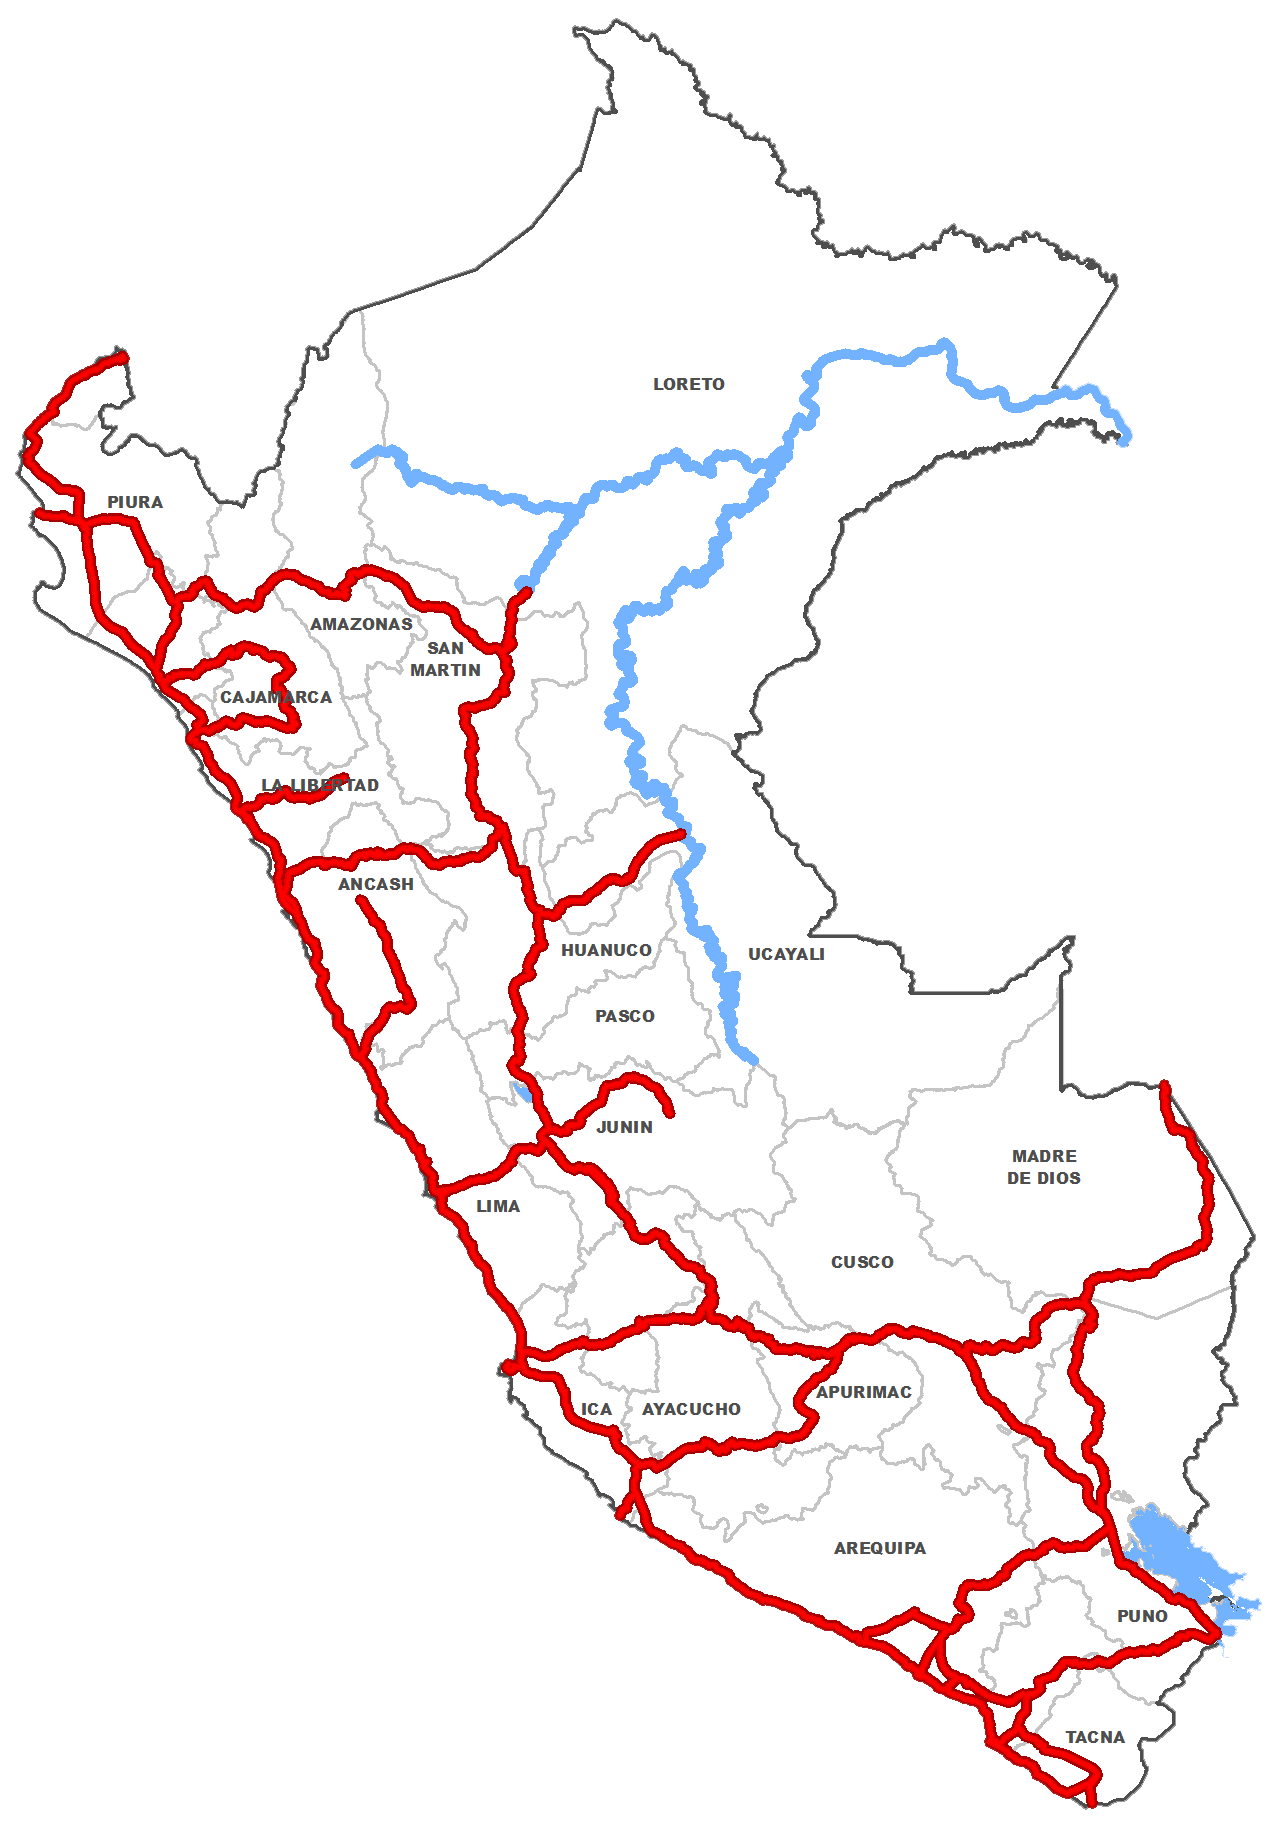 LORETO
PIURA
AMAZONAS
SAN
MARTIN
CAJAMARCA
LA LIBERTAD
ANCASH
HUANUCO
UCAYALI
PASCO
JUNIN
MADRE
DE DIOS
LIMA
CUSCO
APURIMAC
ICA
AYACUCHO
AREQUIPA
PUNO
TACNA